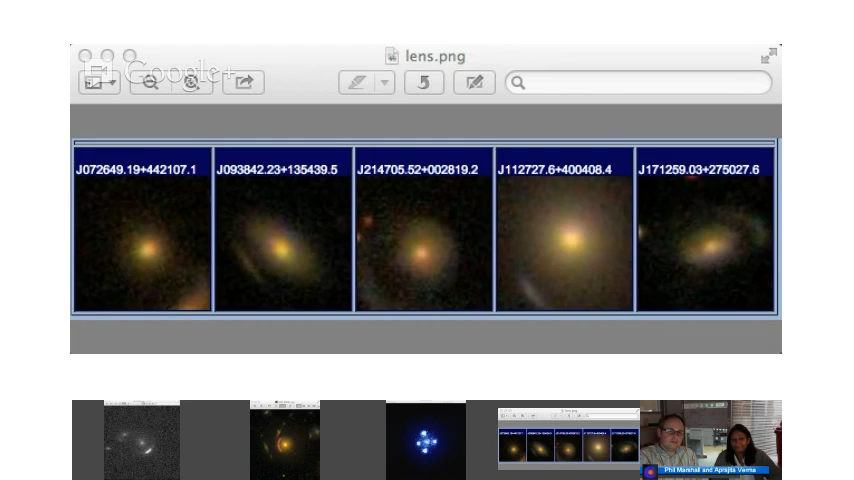 lens.png
Google+
J072649.19+442107.1
J093842.23+135439.5
J214705.52+002819.2
J112727.6+400408.4
J171259.03+275027.6
Phil Marshall and Aprajita Verma